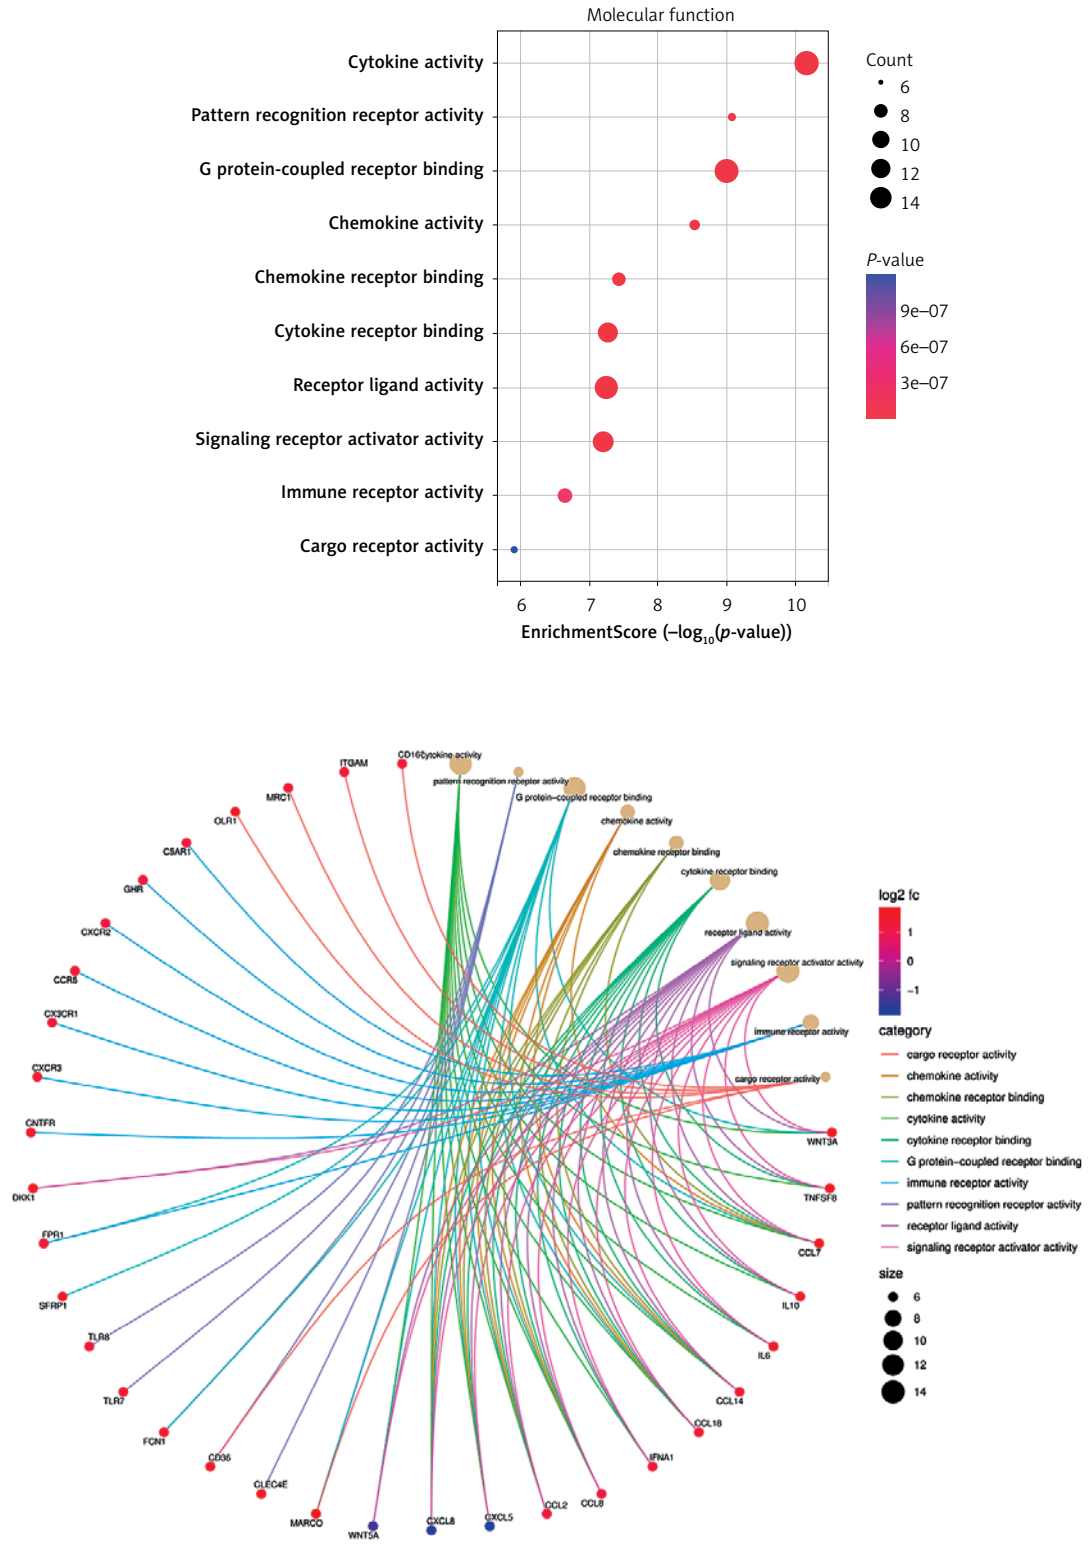 Molecular function
Cytokine activity
Pattern recognition receptor activity
G protein-coupled receptor binding
Chemokine activity
Chemokine receptor binding
Cytokine receptor binding
Receptor ligand activity
Signaling receptor activator activity
Immune receptor activity
Cargo receptor activity
6 7 8 9 10
EnrichmentScore (–log10(p-value))
Count
6
8
10
12
14
P-value
9e–07
6e–07
3e–07
cytokine activity
pattern recognition receptor activity
G protein–coupled receptor binding
chemokine activity
chemokine receptor binding
cytokine receptor binding
receptor ligand activity
signaling receptor activator activity
immune receptor activity
cargo receptor activity
WNT3A
TNFSF8
CCL7
IL10
IL6
CCL14
CCL18
IFNA1
CCL8
CCL2
CXCL5
CXCL8
WNT5A
MARCO
CLEC4E
CD36
FCN1
TLR7
TLR8
SFRP1
FPR1
DKK1
CNTFR
CXCR3
CX3CR1
CCR5
CXCR2
GHR
C5AR1
OLR1
MRC1
ITGAM
log2 fc
1
0
−1
category
cargo receptor activity
chemokine activity
chemokine receptor binding
cytokine activity
cytokine receptor binding
G protein–coupled receptor binding
immune receptor activity
pattern recognition receptor activity
receptor ligand activity
signaling receptor activator activity
size
6
8
10
12
14